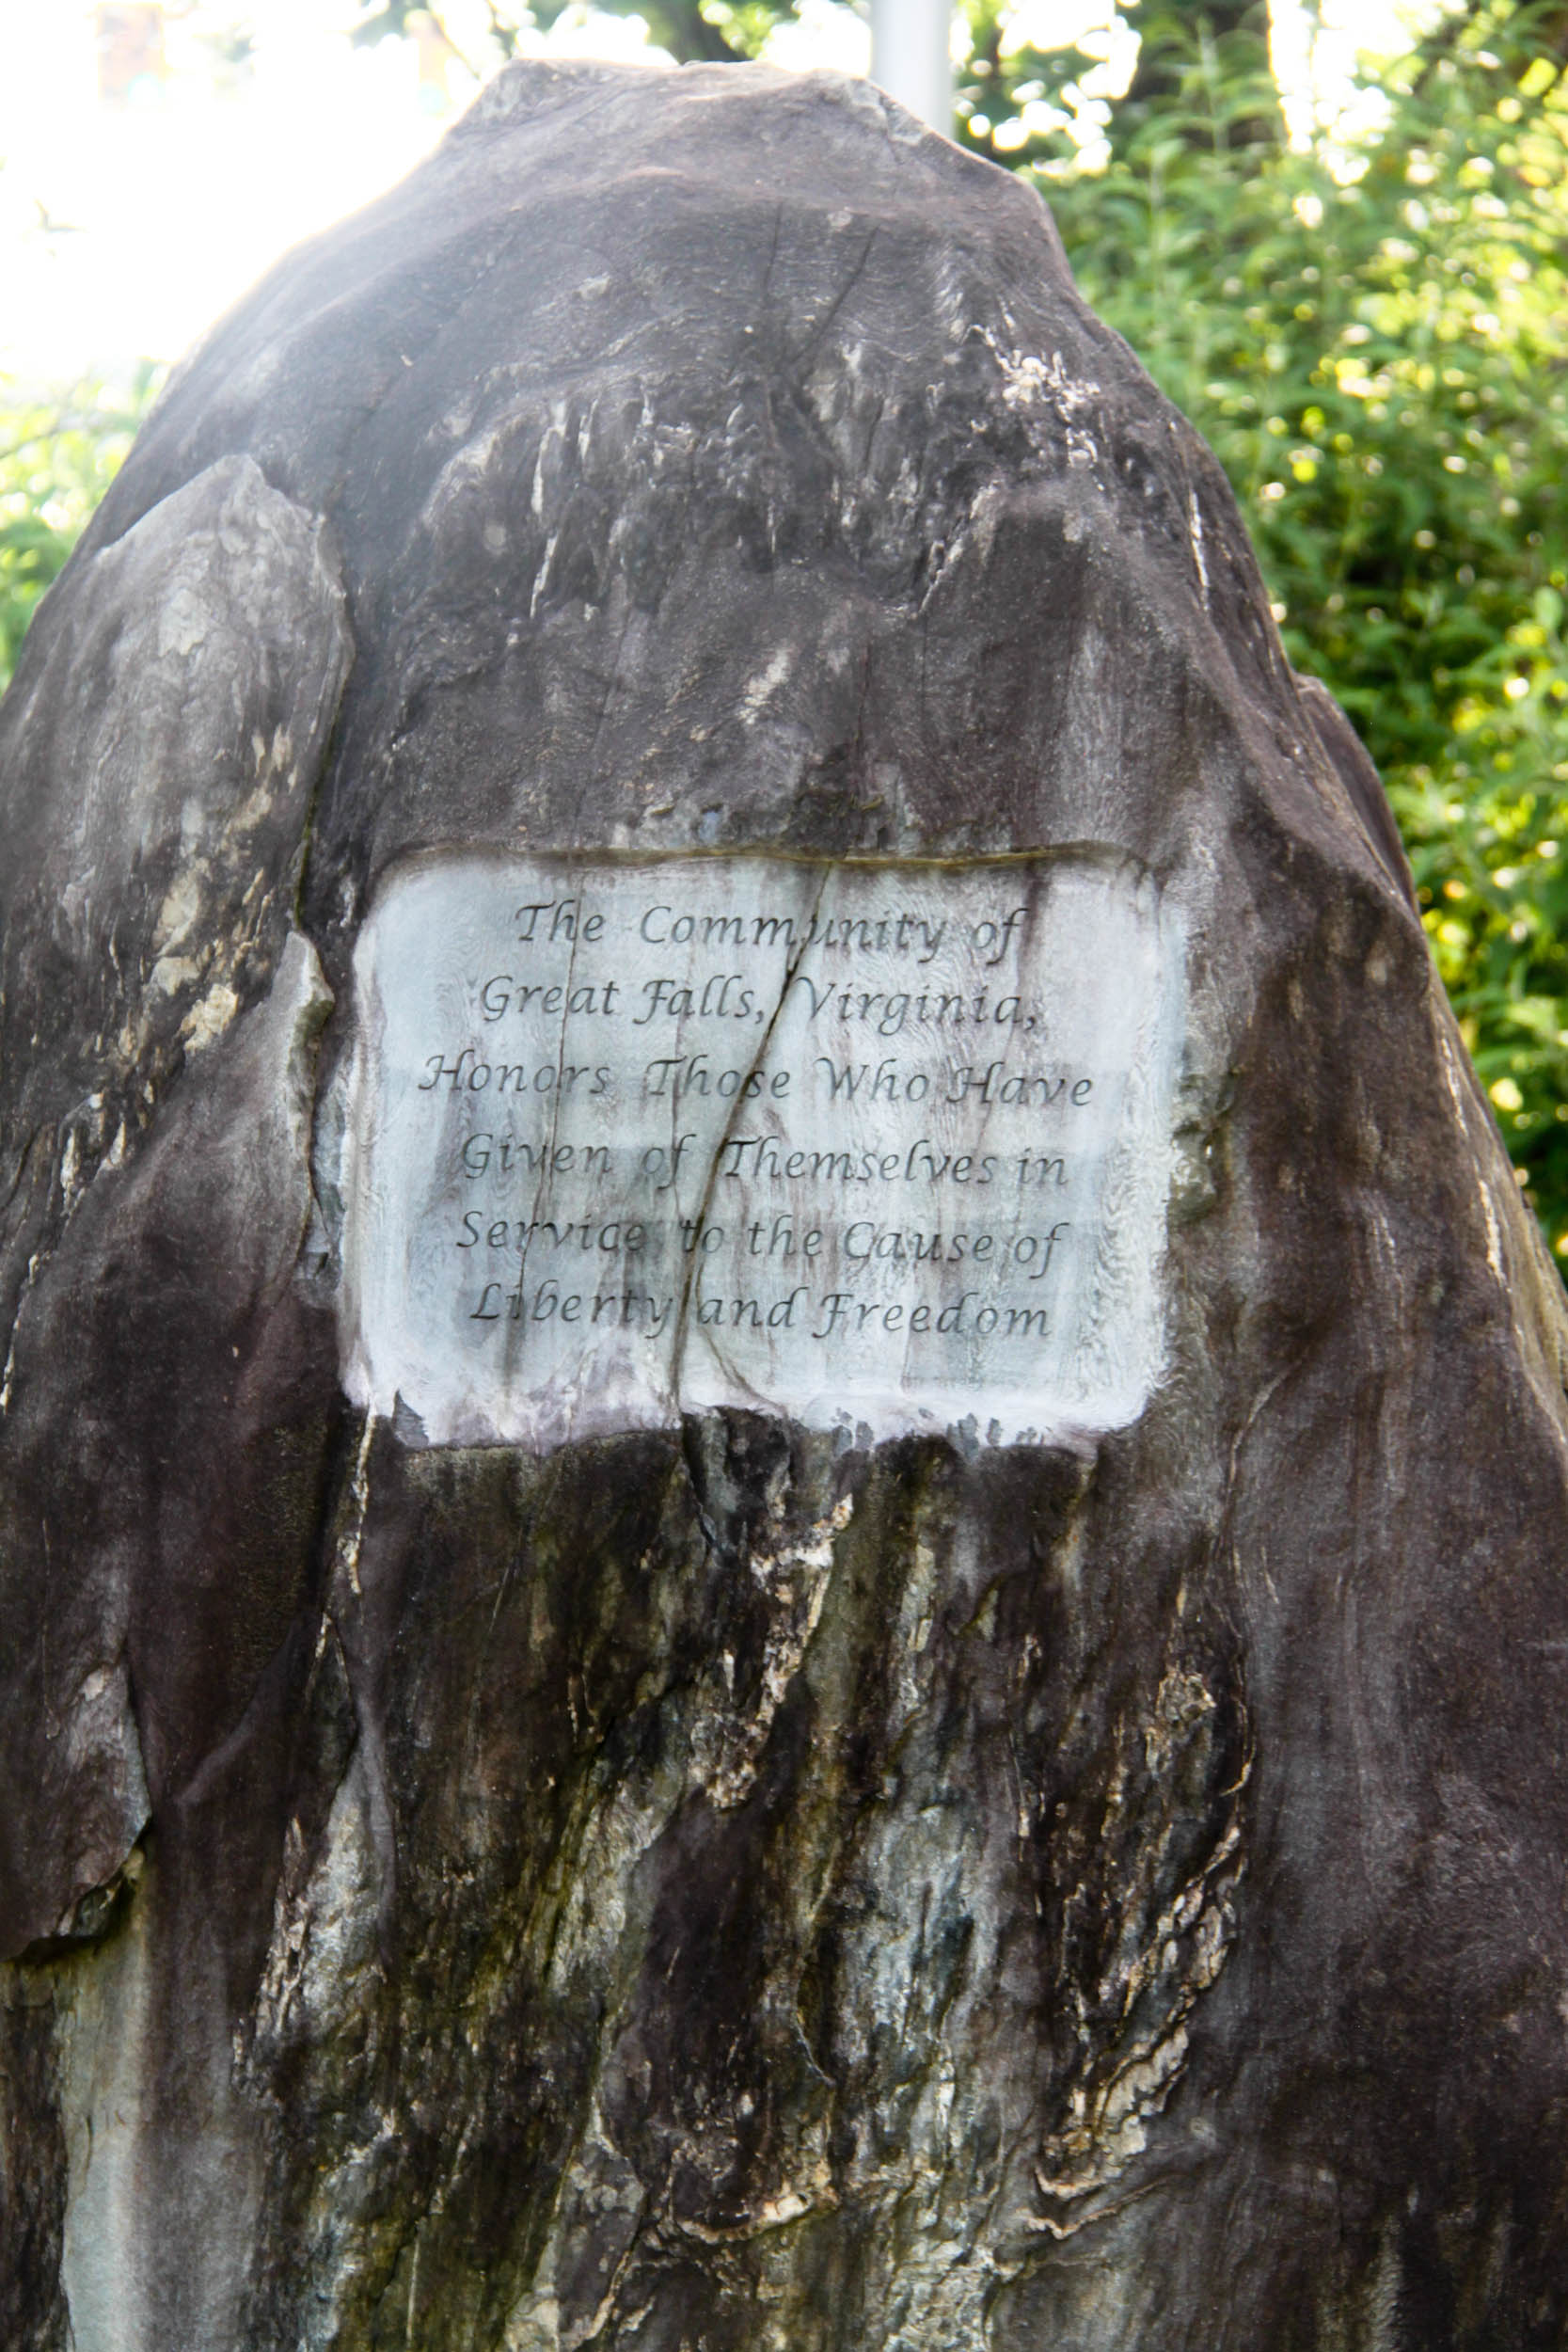 The Community of
Great Falls, Virginia,
Honors Those Who Have
Given of Themselves in
Service to the Cause of
Liberty and Freedom